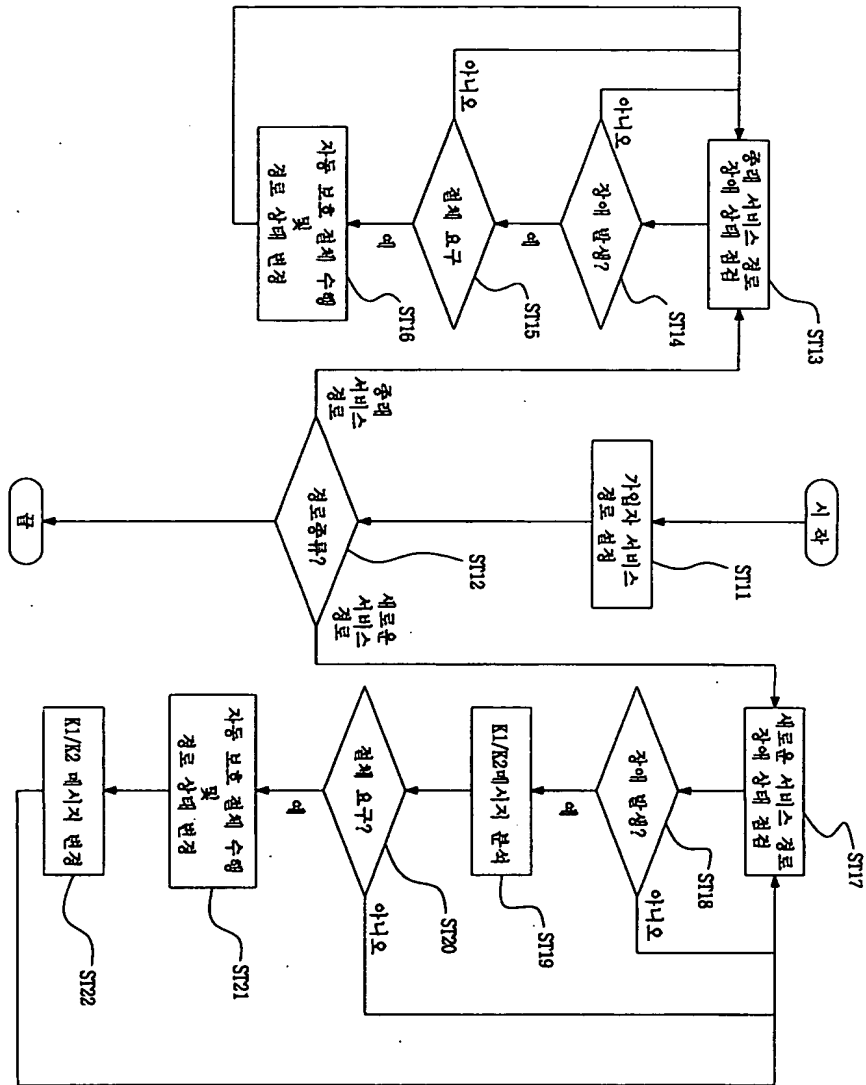 시 작
가입자 서비스
경로 설정
ST11
경로종류?
ST12
종래
서비스
경로
새로운
서비스
경로
끝
종래 서비스 경로
장애 상태 점검
ST13
장애 발생?
ST14
아니요
예
절체 요구
ST15
아니요
예
자동 보호 절체 수행
및
경로 상태 변경
ST16
새로운 서비스 경로
장애 상태 점검
ST17
장애 발생?
ST18
아니요
예
K1/K2메시지 분석
ST19
절체 요구?
ST20
아니요
예
자동 보호 절체 수행
및
경로 상태 변경
ST21
K1/K2 메시지 변경
ST22